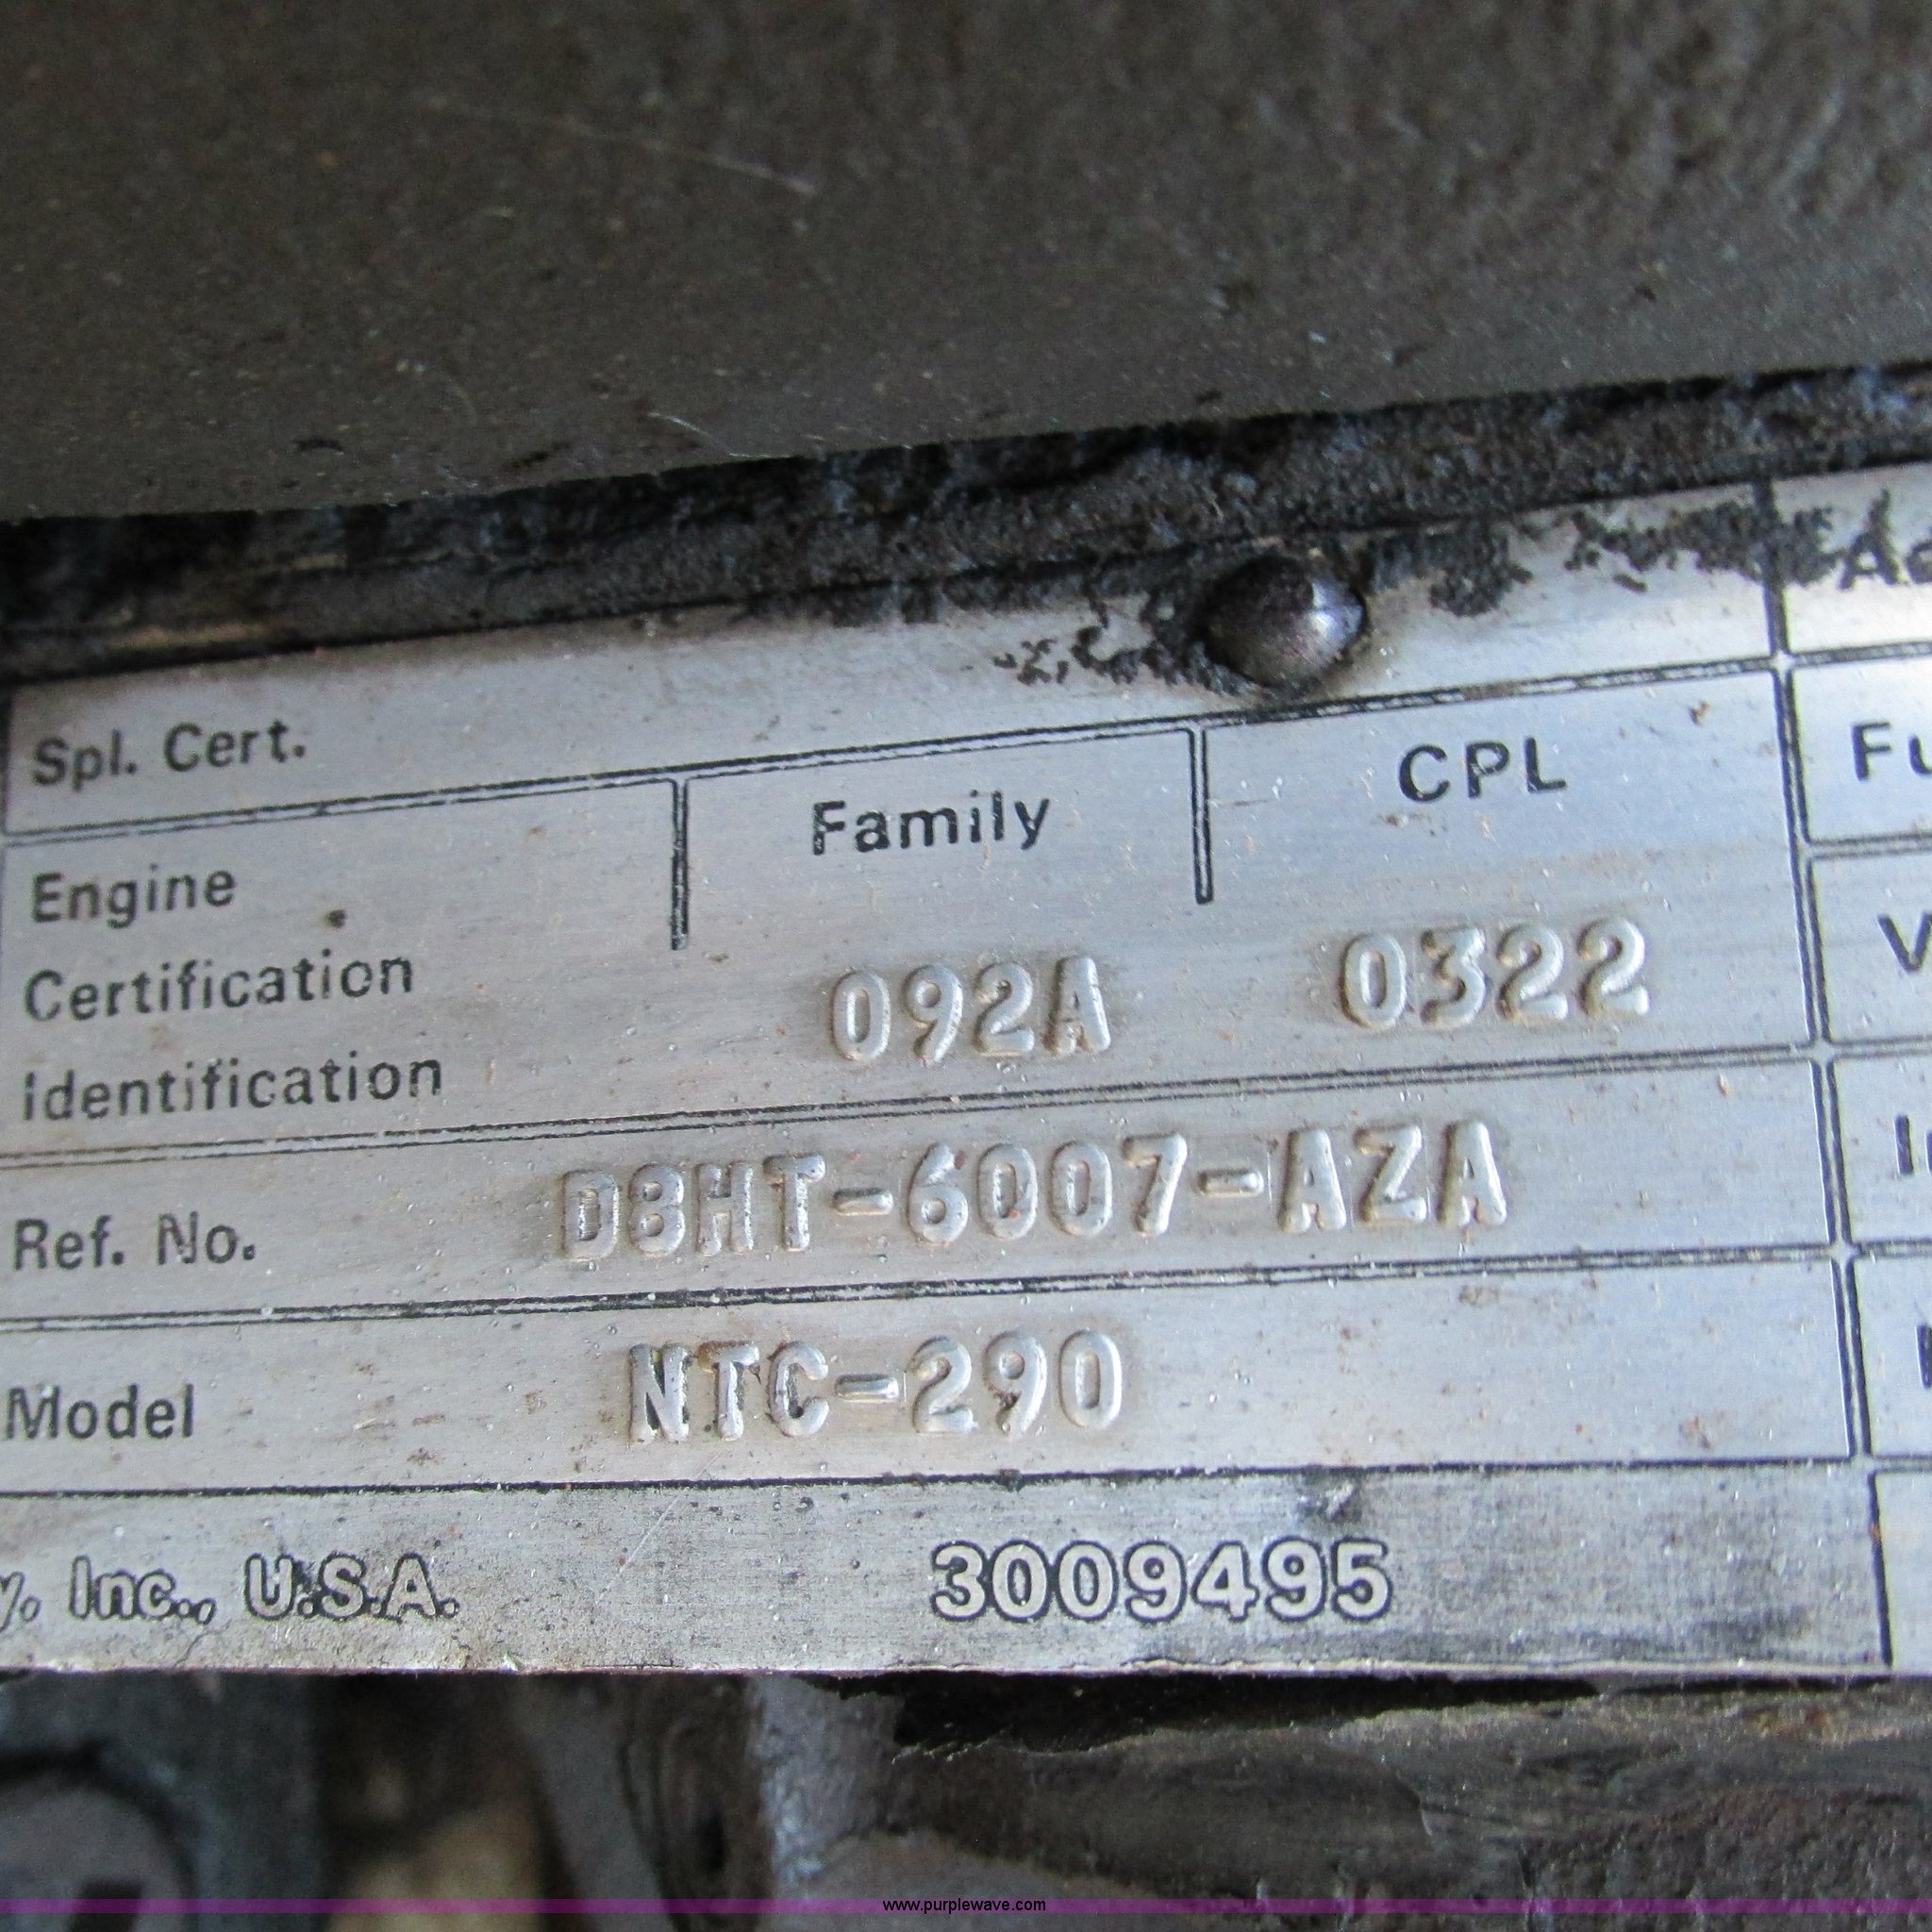 Spl. Cert.
Engine Family CPL Fu
Certification 092A 0322 V
Identification
Ref. No. D8HT-6007-AZA
Model NTC-290
y, Inc., U.S.A. 3009495
www.purplewave.com